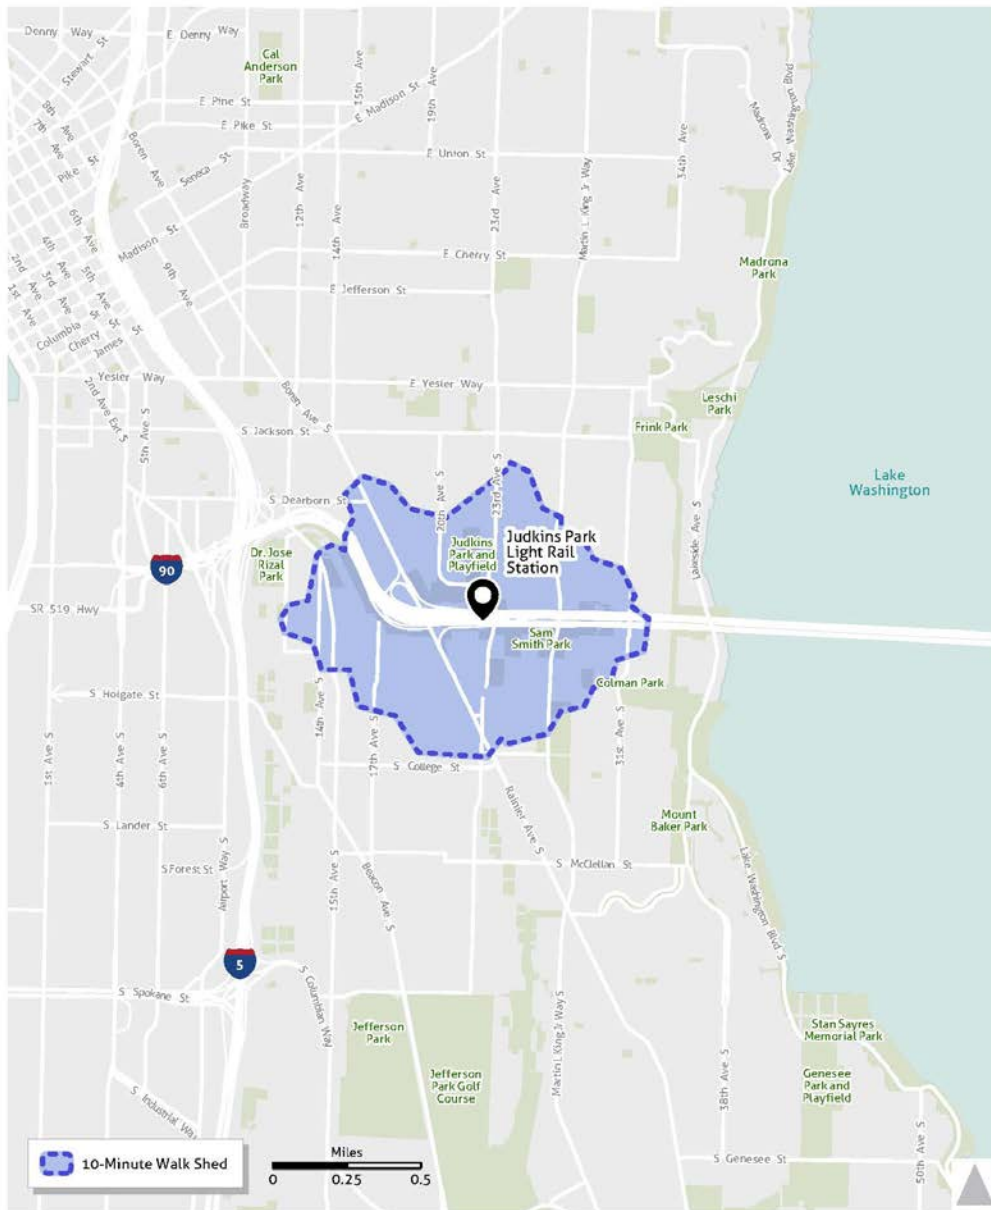 Denny Way
E Denny Way
Stewart St
Cal
Anderson
Park
15th Ave
E Madison St
19th Ave
34th Ave
Madrona Dr
Lake Washington Blvd
8th Ave
7th Ave
Pike St
Boren Ave
E Pine St
E Pike St
Seneca St
E Union St
Martin L King Jr Way
23rd Ave
6th Ave
Madison St
Broadway
12th Ave
14th Ave
E Cherry St
2nd Ave
1st Ave
4th Ave
3rd Ave
5th Ave
9th Ave
E Jefferson St
Madrona
Park
Columbia St
Cherry St
James St
Yesler Way
E Yesler Way
2nd Ave Ext S
5th Ave S
Boren Ave S
Leschi
Park
Frink Park
S Jackson St
S Dearborn St
20th Ave S
23rd Ave S
Lake
Washington
Lakeside Ave S
Dr. Jose
Rizal
Park
Judkins
Park and
Playfield
Judkins Park
Light Rail
Station
90
SR 519 Hwy
Sam
Smith Park
Colman Park
S Holgate St
1st Ave S
4th Ave S
6th Ave S
14th Ave S
17th Ave S
31st Ave S
S College St
Rainier Ave S
Mount
Baker Park
S Lander St
S Forest St
Airport Way S
15th Ave S
Beacon Ave S
S McClellan St
Lake Washington Blvd S
5
S Spokane St
S Columbian Way
Jefferson
Park
Martin L King Jr Way S
Stan Sayres
Memorial Park
Jefferson
Park Golf
Course
38th Ave S
Genesee
Park and
Playfield
S Industrial Way
S Genesee St
50th Ave S
10-Minute Walk Shed
Miles
0 0.25 0.5